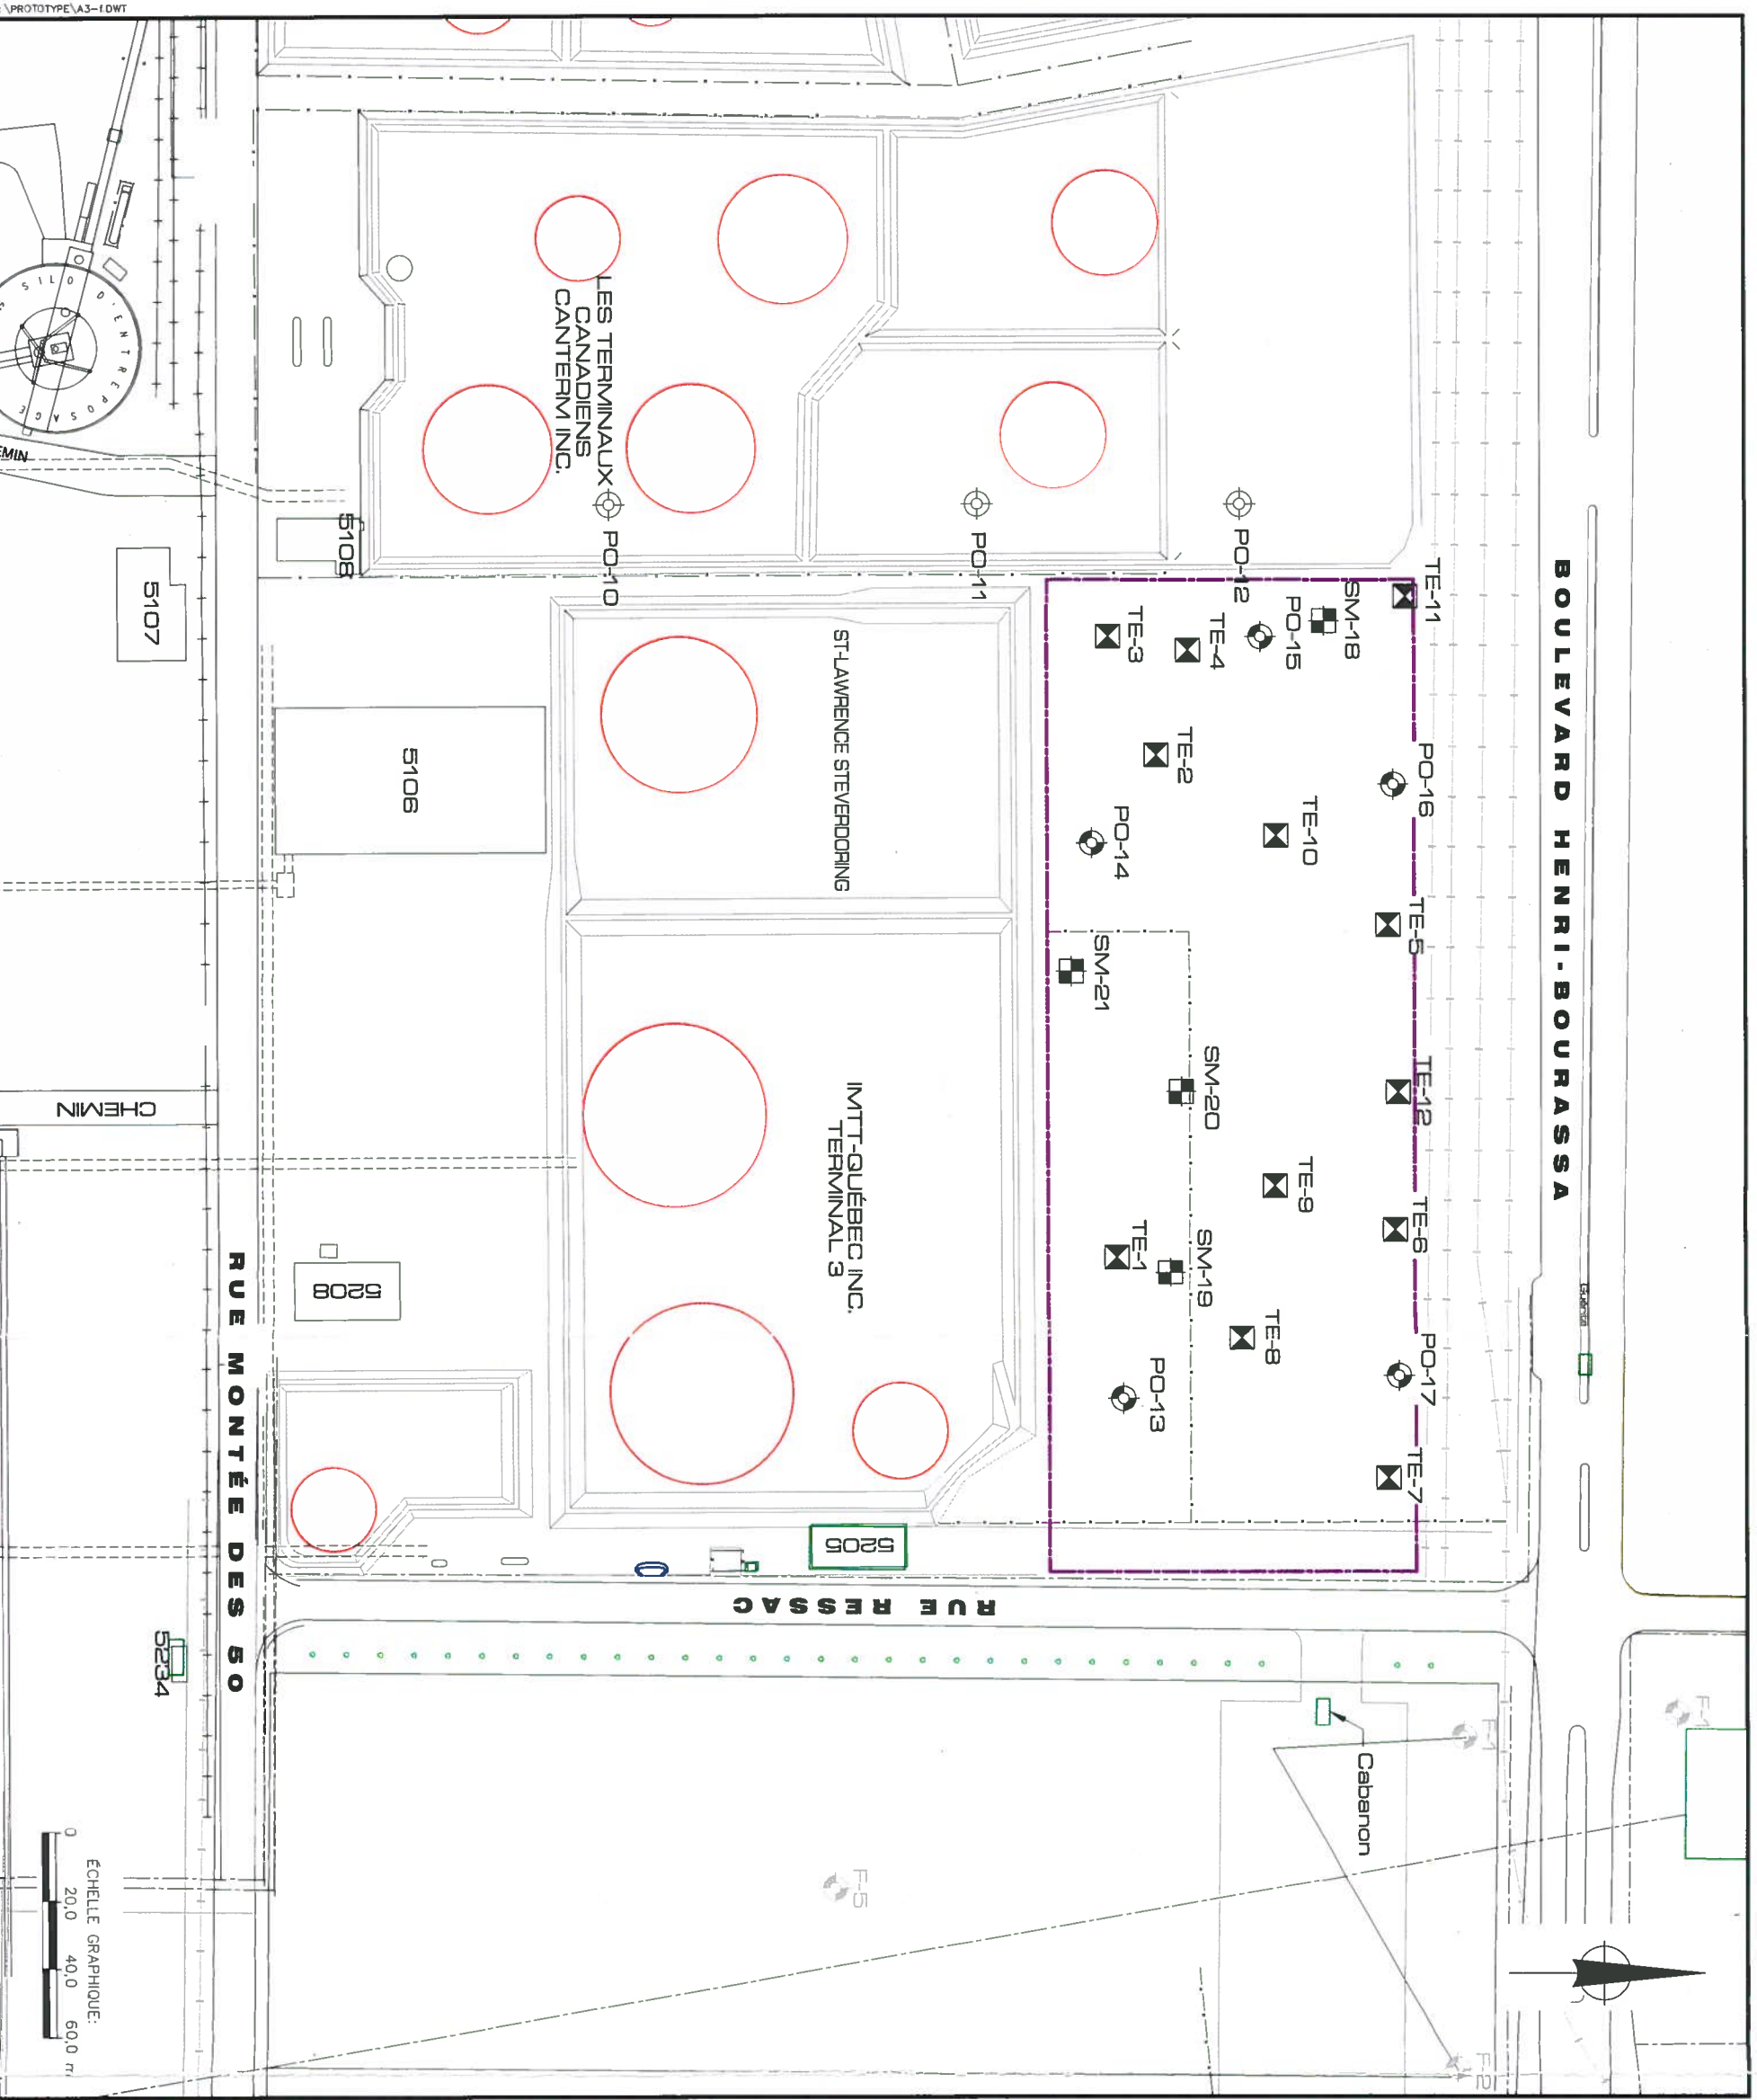 \PROTOTYPE\A3-1.DWT
BOULEVARD HENRI-BOURASSA
TE-11
SM-18
PO-15
PO-12
TE-4
TE-3
PO-11
PO-10
LES TERMINAUX
CANADIENS
CANTERM INC.
SILO D'ENTREPOSAGE
5108
5107
PO-16
TE-2
TE-10
PO-14
TE-5
ST-LAWRENCE STEVERDORING
5106
SM-21
SM-20
TE-12
TE-9
TE-6
TE-1
SM-19
TE-8
PO-17
PO-13
TE-7
IMTT-QUÉBEC INC.
TERMINAL 3
CHEMIN
5208
5205
Guérite
RUE MONTÉE DES 50
RUE RESSAC
5234
Cabanon
F-1
F-1
F-5
F-2
ÉCHELLE GRAPHIQUE:
0 20,0 40,0 60,0 m